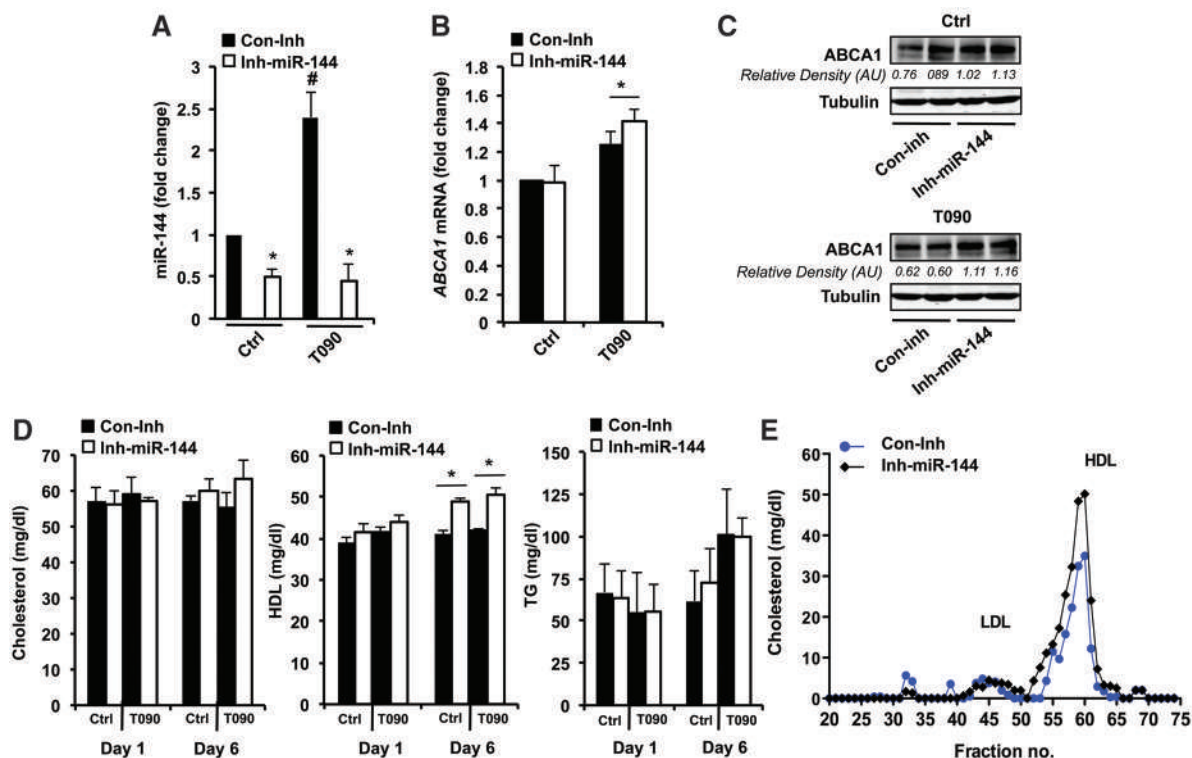 A
Con-Inh
Inh-miR-144
miR-144 (fold change)
3
2.5
2
1.5
1
0.5
0
#
*
*
Ctrl
T090
B
Con-Inh
Inh-miR-144
ABCA1 mRNA (fold change)
1.8
1.6
1.4
1.2
1
0.8
0.6
0.4
0.2
0
*
Ctrl
T090
C
Ctrl
ABCA1
Relative Density (AU) 0.76 089 1.02 1.13
Tubulin
Con-inh
Inh-miR-144
T090
ABCA1
Relative Density (AU) 0.62 0.60 1.11 1.16
Tubulin
Con-inh
Inh-miR-144
D
Con-Inh
Inh-miR-144
Cholesterol (mg/dl)
70
60
50
40
30
20
10
0
Ctrl T090 Ctrl T090
Day 1 Day 6
Con-Inh
Inh-miR-144
HDL (mg/dl)
60
50
40
30
20
10
0
* *
Ctrl T090 Ctrl T090
Day 1 Day 6
Con-Inh
Inh-miR-144
TG (mg/dl)
150
125
100
75
50
25
0
Ctrl T090 Ctrl T090
Day 1 Day 6
E
Con-Inh
Inh-miR-144
HDL
LDL
Cholesterol (mg/dl)
60
50
40
30
20
10
0
20 25 30 35 40 45 50 55 60 65 70 75
Fraction no.